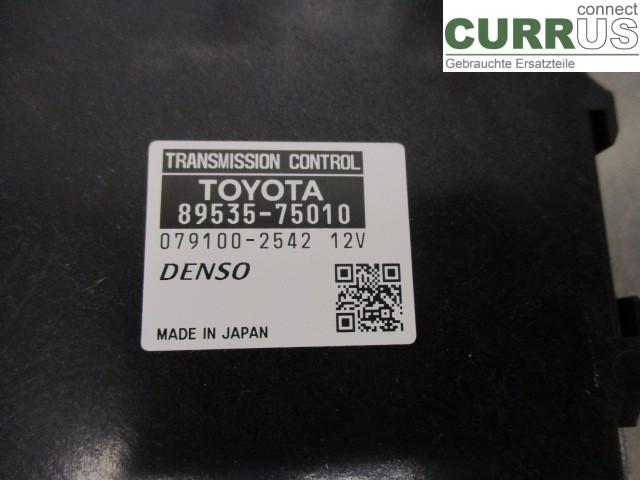 connect
CURRUS
Gebrauchte Ersatzteile
TRANSMISSION CONTROL
TOYOTA
89535-75010
079100-2542 12V
DENSO
MADE IN JAPAN